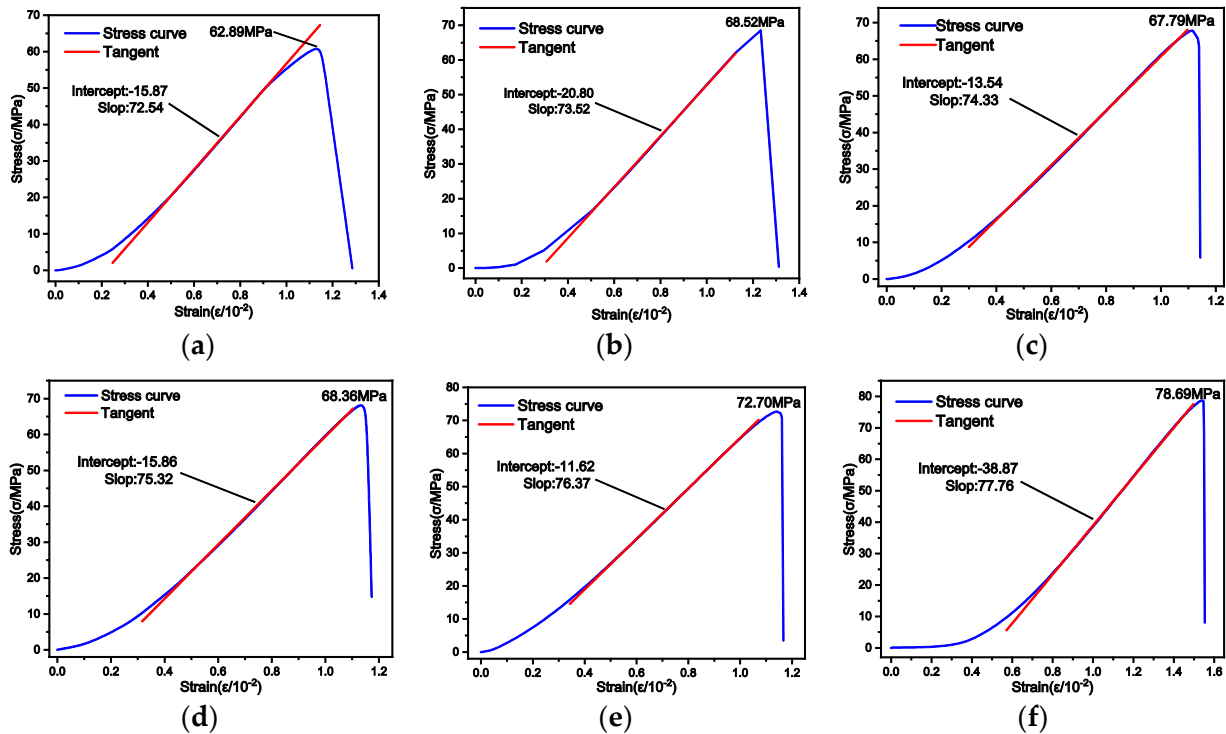 62.89MPa
Stress curve
Tangent
Intercept:-15.87
Slop:72.54
Stress(σ/MPa)
70
60
50
40
30
20
10
0
0.0 0.2 0.4 0.6 0.8 1.0 1.2 1.4
Strain(ε/10⁻²)
(a)
68.52MPa
Stress curve
Tangent
Intercept:-20.80
Slop:73.52
Stress(σ/MPa)
70
60
50
40
30
20
10
0
0.0 0.2 0.4 0.6 0.8 1.0 1.2 1.4
Strain(ε/10⁻²)
(b)
67.79MPa
Stress curve
Tangent
Intercept:-13.54
Slop:74.33
Stress(σ/MPa)
70
60
50
40
30
20
10
0
0.0 0.2 0.4 0.6 0.8 1.0 1.2
Strain(ε/10⁻²)
(c)
68.36MPa
Stress curve
Tangent
Intercept:-15.86
Slop:75.32
Stress(σ/MPa)
70
60
50
40
30
20
10
0
0.0 0.2 0.4 0.6 0.8 1.0 1.2
Strain(ε/10⁻²)
(d)
72.70MPa
Stress curve
Tangent
Intercept:-11.62
Slop:76.37
Stress(σ/MPa)
80
70
60
50
40
30
20
10
0
0.0 0.2 0.4 0.6 0.8 1.0 1.2
Strain(ε/10⁻²)
(e)
78.69MPa
Stress curve
Tangent
Intercept:-38.87
Slop:77.76
Stress(σ/MPa)
80
70
60
50
40
30
20
10
0
0.0 0.2 0.4 0.6 0.8 1.0 1.2 1.4 1.6
Strain(ε/10⁻²)
(f)